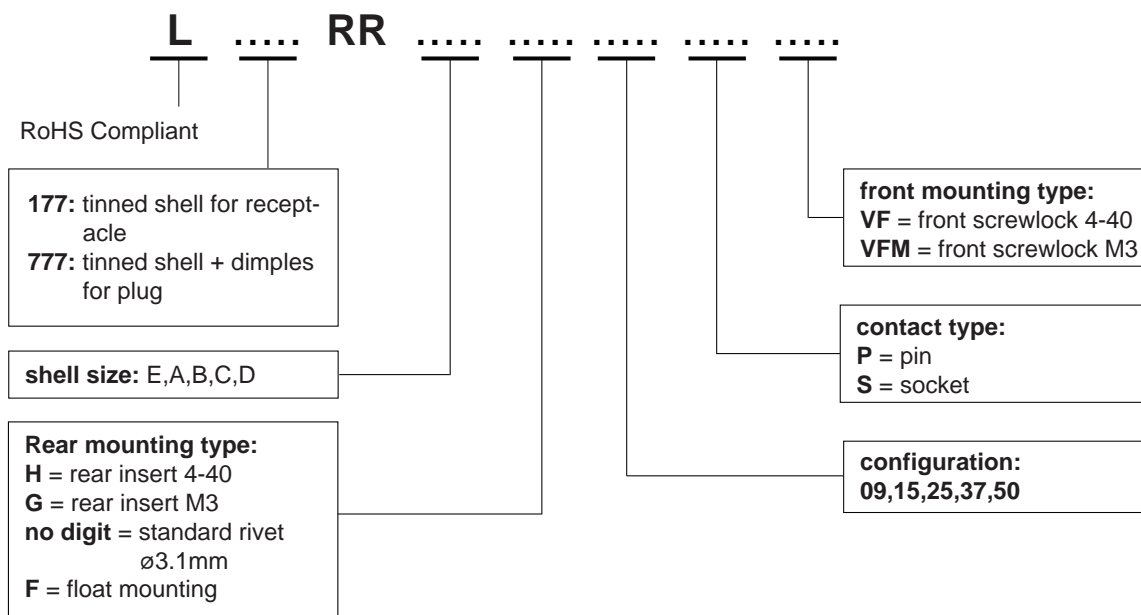 L ..... RR ..... ..... ..... ..... .....
RoHS Compliant
177: tinned shell for recept-
acle
777: tinned shell + dimples
for plug
shell size: E,A,B,C,D
Rear mounting type:
H = rear insert 4-40
G = rear insert M3
no digit = standard rivet
ø3.1mm
F = float mounting
front mounting type:
VF = front screwlock 4-40
VFM = front screwlock M3
contact type:
P = pin
S = socket
configuration:
09,15,25,37,50